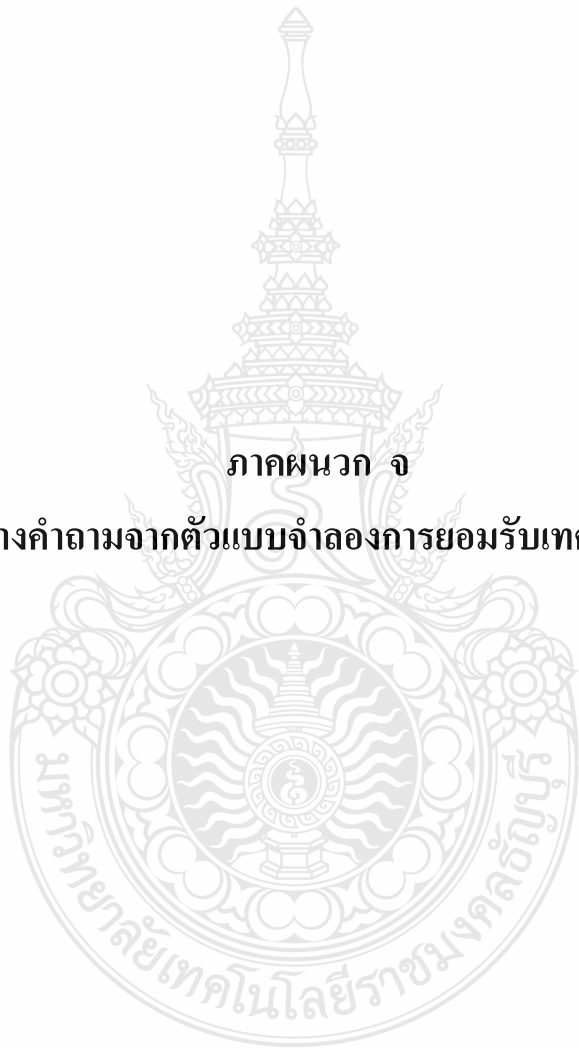 ภาคผนวก จ
างคำถามจากตัวแบบจำลองการยอมรับเทค
มหาวิทยาลัยเทคโนโลยีราชมงคลธัญบุรี